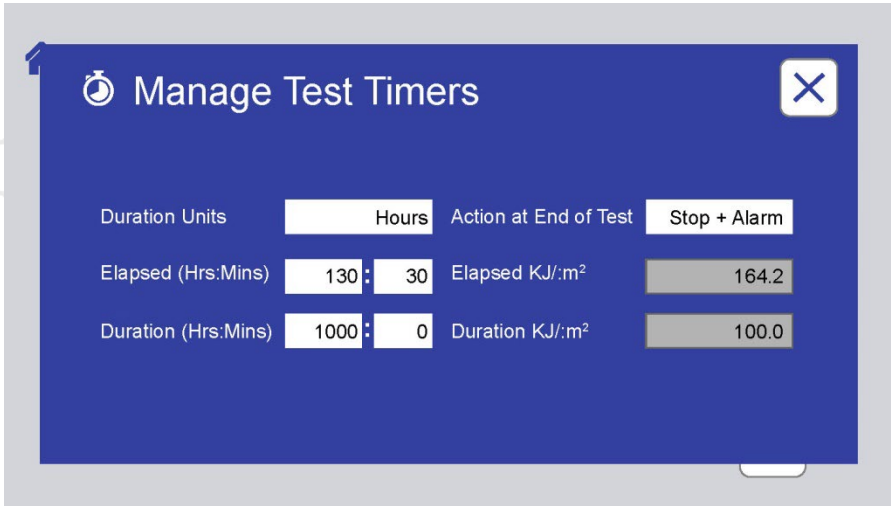 Manage Test Timers
Duration Units Hours Action at End of Test Stop + Alarm
Elapsed (Hrs:Mins) 130 : 30 Elapsed KJ/:m² 164.2
Duration (Hrs:Mins) 1000 : 0 Duration KJ/:m² 100.0